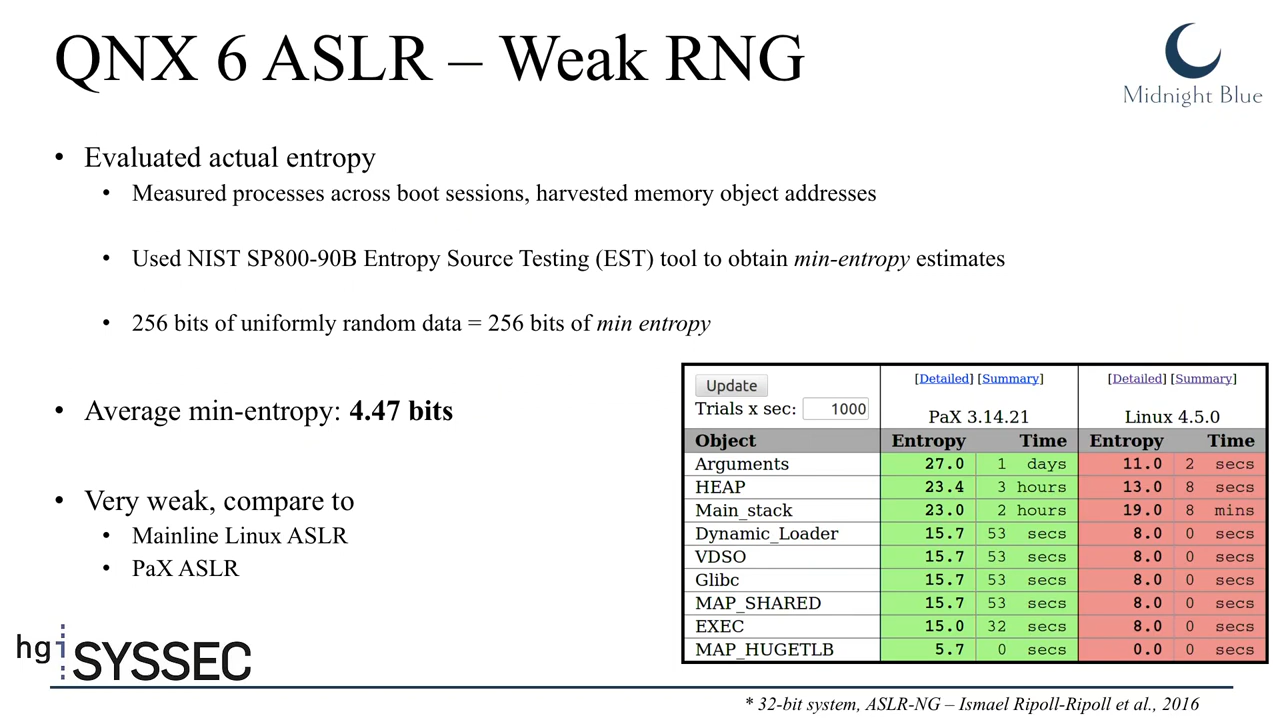 QNX 6 ASLR – Weak RNG
Midnight Blue
• Evaluated actual entropy
• Measured processes across boot sessions, harvested memory object addresses
• Used NIST SP800-90B Entropy Source Testing (EST) tool to obtain min-entropy estimates
• 256 bits of uniformly random data = 256 bits of min entropy
• Average min-entropy: 4.47 bits
• Very weak, compare to
• Mainline Linux ASLR
• PaX ASLR
Update [Detailed] [Summary] [Detailed] [Summary]
Trials x sec: 1000 PaX 3.14.21 Linux 4.5.0
Object Entropy Time Entropy Time
Arguments 27.0 1 days 11.0 2 secs
HEAP 23.4 3 hours 13.0 8 secs
Main_stack 23.0 2 hours 19.0 8 mins
Dynamic_Loader 15.7 53 secs 8.0 0 secs
VDSO 15.7 53 secs 8.0 0 secs
Glibc 15.7 53 secs 8.0 0 secs
MAP_SHARED 15.7 53 secs 8.0 0 secs
EXEC 15.0 32 secs 8.0 0 secs
MAP_HUGETLB 5.7 0 secs 0.0 0 secs
hgi SYSSEC
* 32-bit system, ASLR-NG – Ismael Ripoll-Ripoll et al., 2016